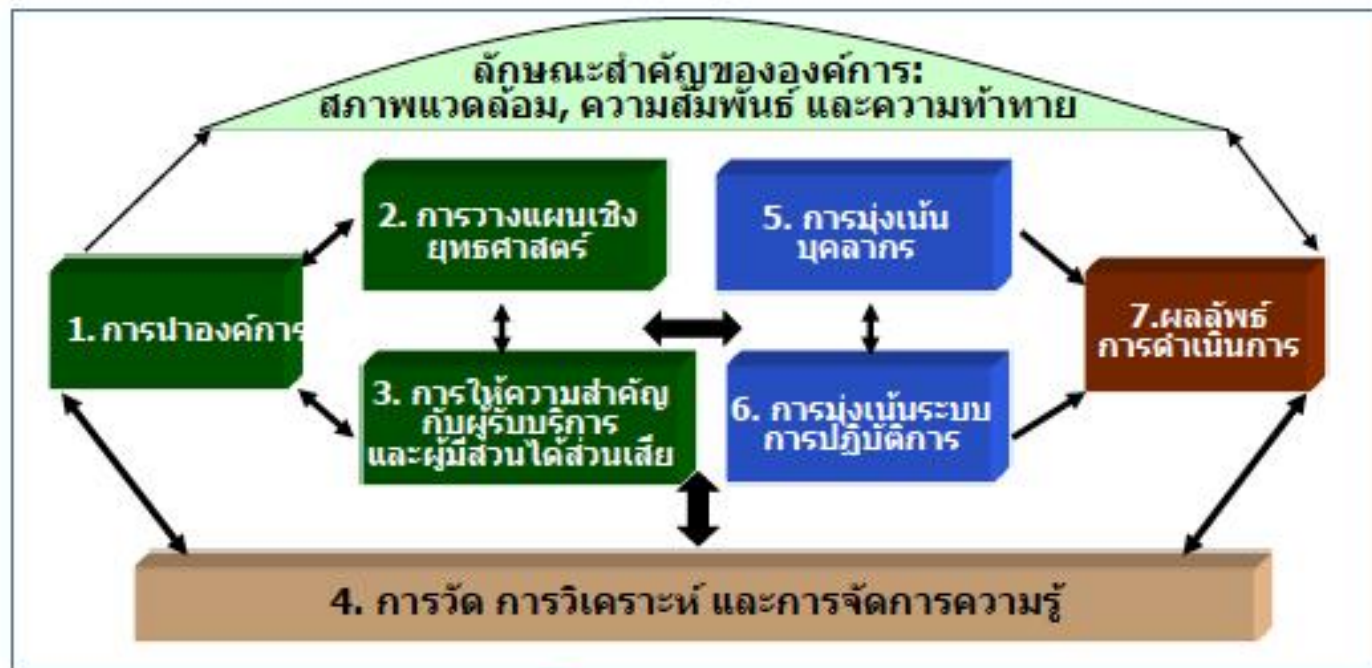 ลักษณะสำคัญขององค์การ:
สภาพแวดล้อม, ความสัมพันธ์ และความท้าทาย
2. การวางแผนเชิง
ยุทธศาสตร์
5. การมุ่งเน้น
บุคลากร
1. การนำองค์การ
7.ผลลัพธ์
การดำเนินการ
3. การให้ความสำคัญ
กับผู้รับบริการ
และผู้มีส่วนได้ส่วนเสีย
6. การมุ่งเน้นระบบ
การปฏิบัติการ
4. การวัด การวิเคราะห์ และการจัดการความรู้